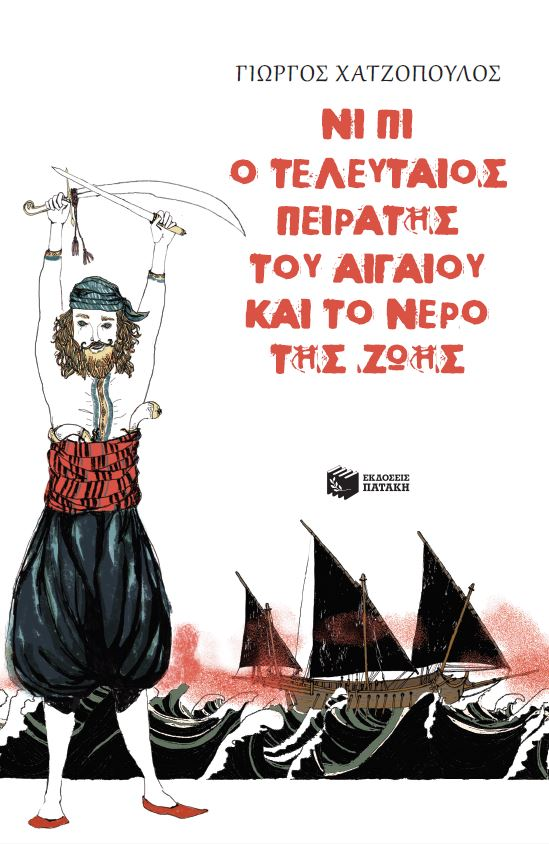 ΓΙΩΡΓΟΣ ΧΑΤΖΟΠΟΥΛΟΣ
ΝΙ ΠΙ
Ο ΤΕΛΕΥΤΑΙΟΣ
ΠΕΙΡΑΤΗΣ
ΤΟΥ ΑΙΓΑΙΟΥ
ΚΑΙ ΤΟ ΝΕΡΟ
ΤΗΣ ΖΩΗΣ
ΕΚΔΟΣΕΙΣ
ΠΑΤΑΚΗ